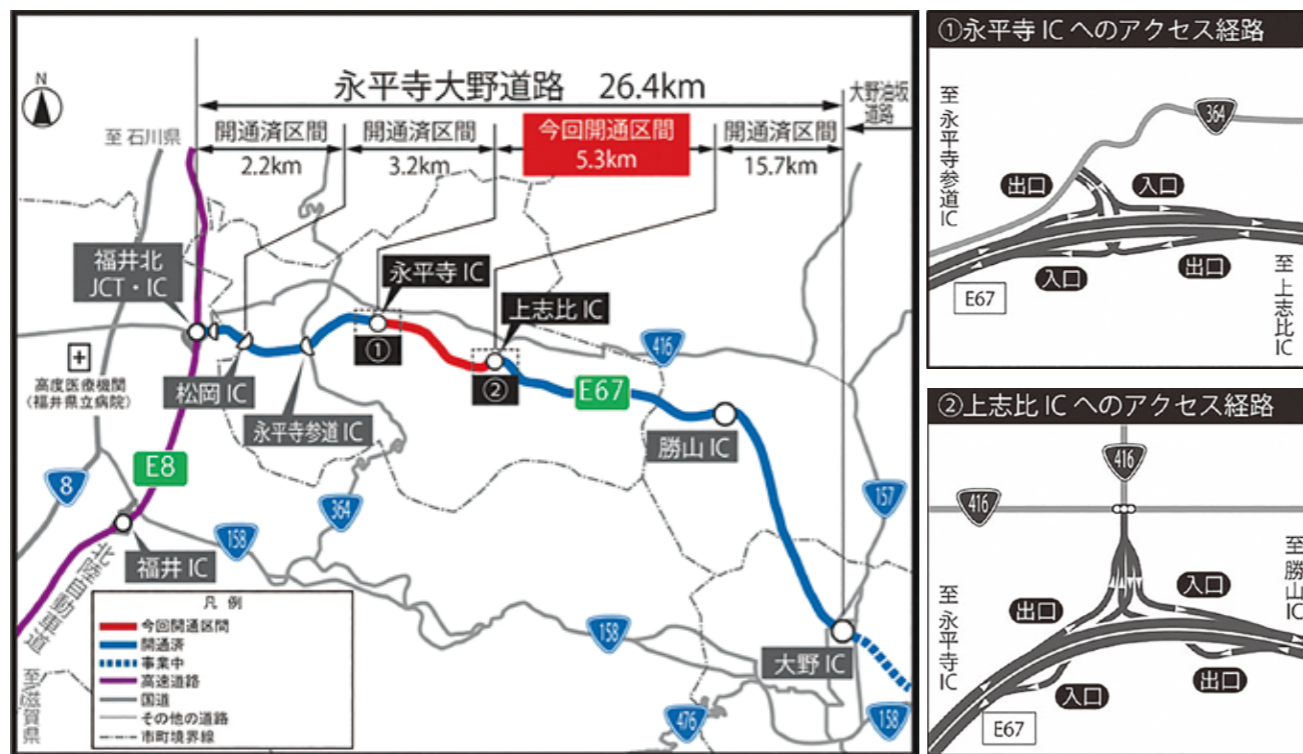 永平寺大野道路 26.4km
大野油坂
道路
N
至 石川県
開通済区間
2.2km
開通済区間
3.2km
今回開通区間
5.3km
開通済区間
15.7km
福井北
JCT・IC
永平寺 IC
上志比 IC
①
②
416
高度医療機関
（福井県立病院）
松岡 IC
永平寺参道 IC
E67
勝山 IC
E8
8
364
157
158
福井 IC
北陸自動車道
至滋賀県
凡 例
今回開通区間
開通済
事業中
高速道路
国道
その他の道路
市町境界線
158
大野 IC
476
158
①永平寺 IC へのアクセス経路
至 永平寺参道 IC
364
出口
入口
入口
出口
E67
至 上志比 IC
②上志比 IC へのアクセス経路
416
416
至 永平寺 IC
至 勝山 IC
出口
入口
入口
出口
E67